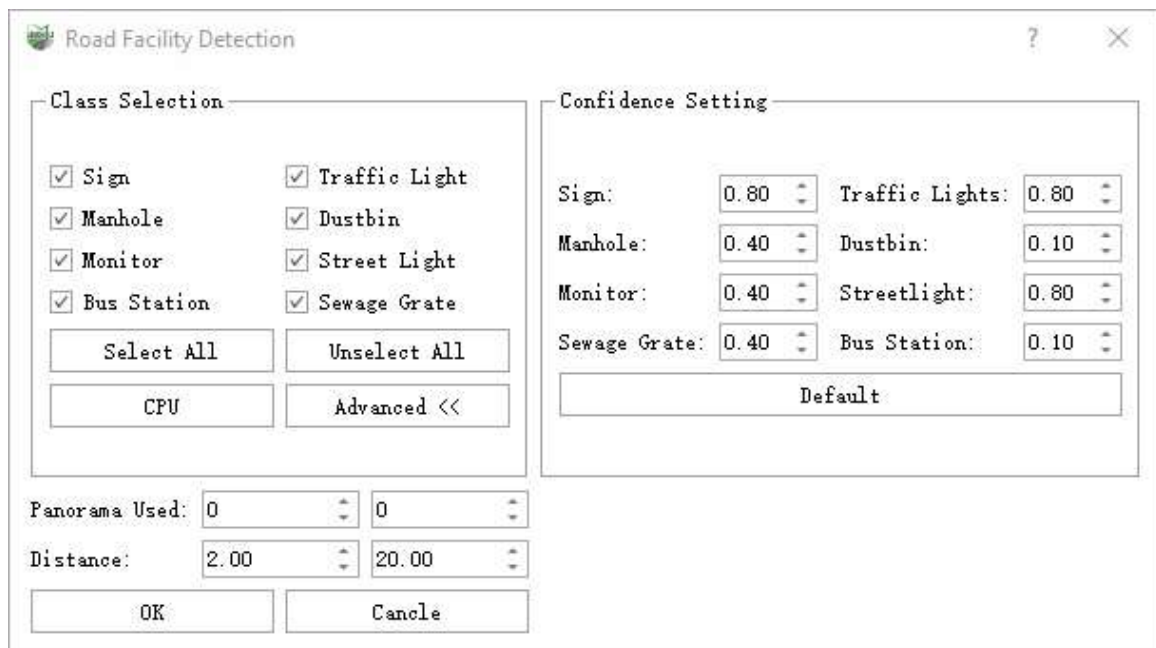 Road Facility Detection ?
Class Selection
Sign Traffic Light
Manhole Dustbin
Monitor Street Light
Bus Station Sewage Grate
Select All Unselect All
CPU Advanced <<
Confidence Setting
Sign: 0.80 Traffic Lights: 0.80
Manhole: 0.40 Dustbin: 0.10
Monitor: 0.40 Streetlight: 0.80
Sewage Grate: 0.40 Bus Station: 0.10
Default
Panorama Used: 0 0
Distance: 2.00 20.00
OK Cancle